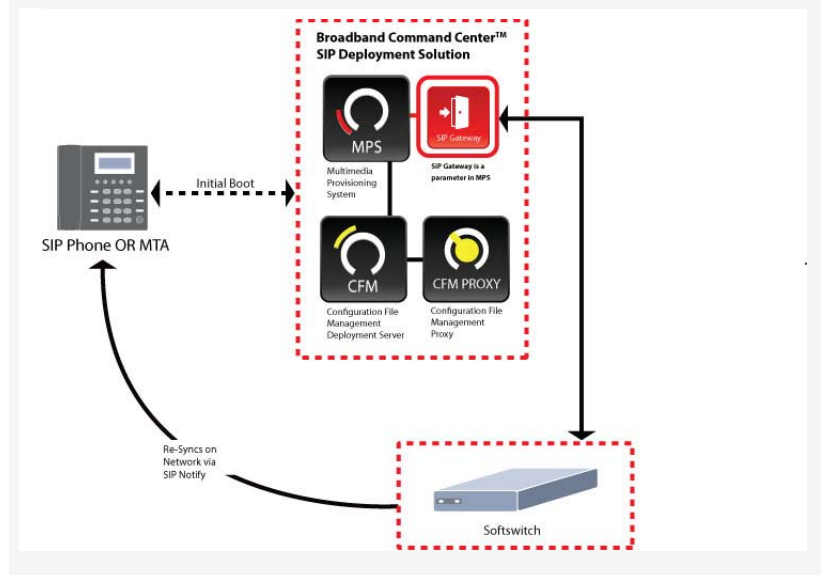 Broadband Command Center™
SIP Deployment Solution
MPS
SIP Gateway
Multimedia
Provisioning
System
SIP Gateway is a
parameter in MPS
Initial Boot
SIP Phone OR MTA
CFM
CFM PROXY
Configuration File
Management
Deployment Server
Configuration File
Management
Proxy
Re-Syncs on
Network via
SIP Notify
Softswitch